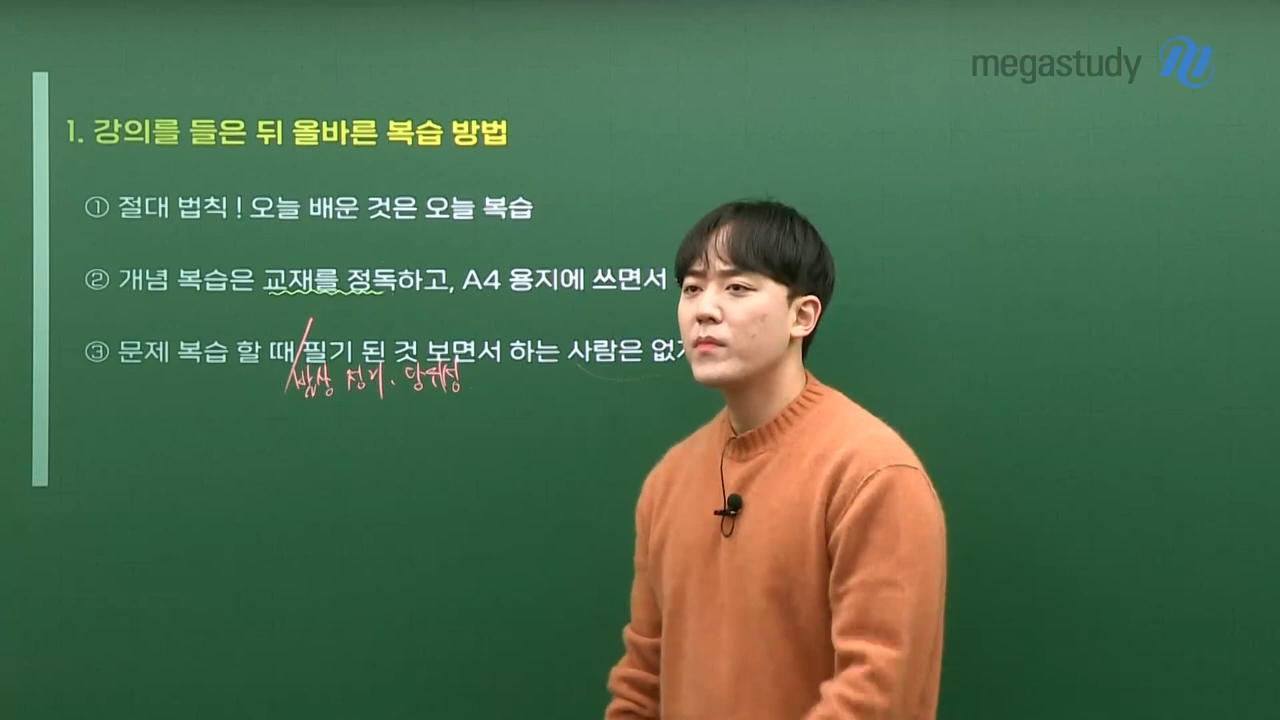 megastudy
1. 강의를 들은 뒤 올바른 복습 방법
① 절대 법칙 ! 오늘 배운 것은 오늘 복습
② 개념 복습은 교재를 정독하고, A4 용지에 쓰면서
③ 문제 복습 할 때 필기 된 것 보면서 하는 사람은
발상 정리. 당위성